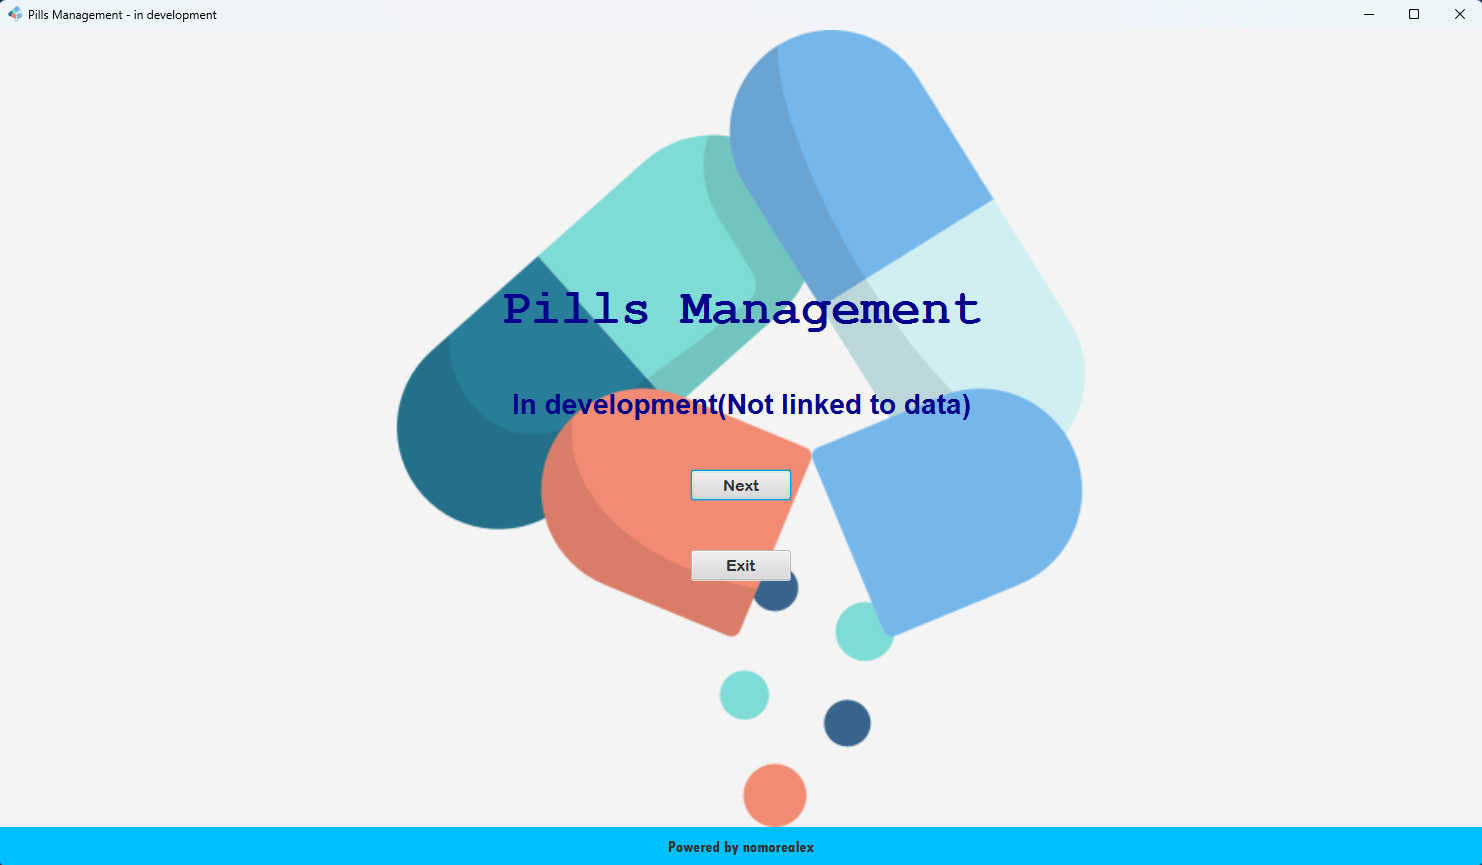 Pills Management - in development
Pills Management
In development(Not linked to data)
Next
Exit
Powered by nomorealex